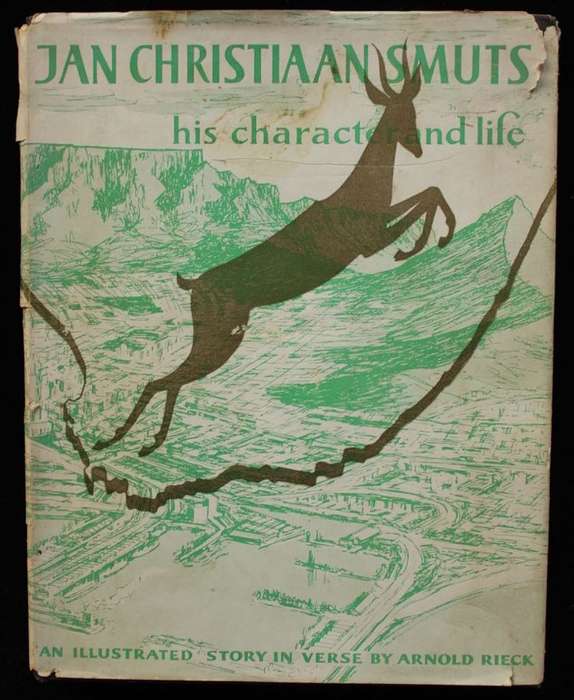 JAN CHRISTIAAN SMUTS
his character and life
AN ILLUSTRATED STORY IN VERSE BY ARNOLD RIECK